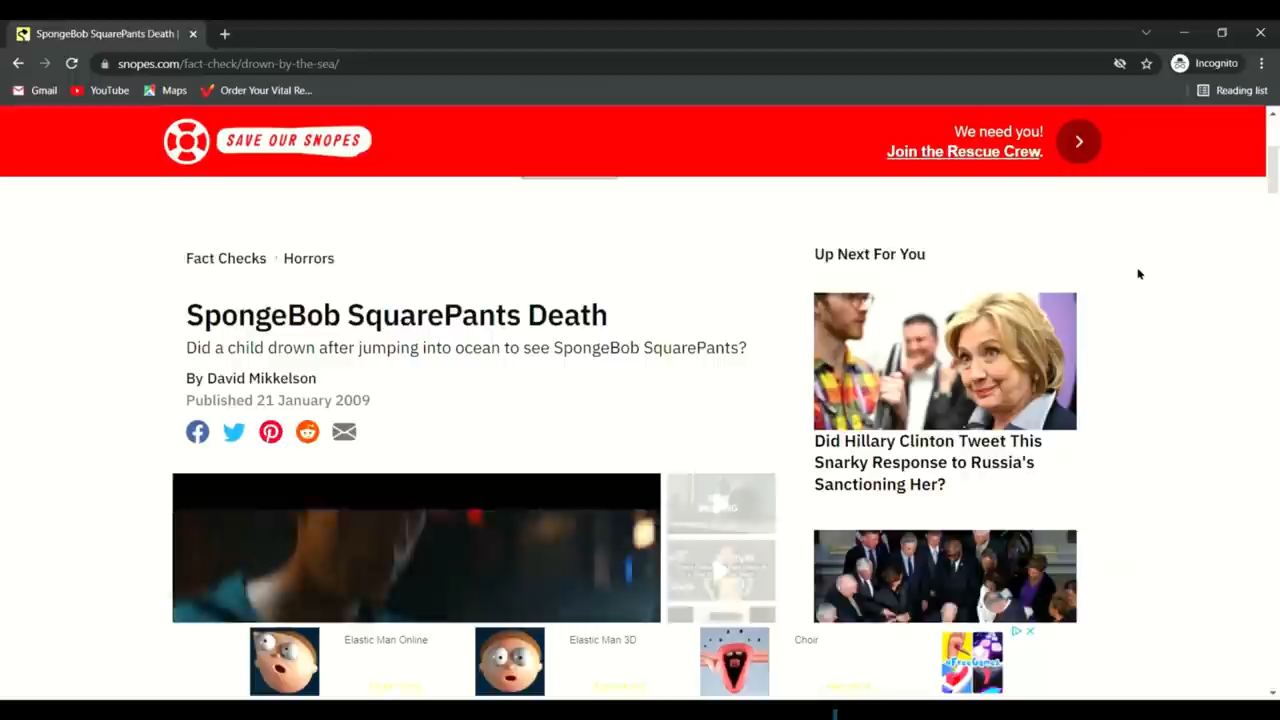 SpongeBob SquarePants Death |
snopes.com/fact-check/drown-by-the-sea/
Incognito
Gmail
YouTube
Maps
Order Your Vital Re...
Reading list
SAVE OUR SNOPES
We need you!
Join the Rescue Crew.
Fact Checks
Horrors
Up Next For You
SpongeBob SquarePants Death
Did a child drown after jumping into ocean to see SpongeBob SquarePants?
By David Mikkelson
Published 21 January 2009
Did Hillary Clinton Tweet This
Snarky Response to Russia's
Sanctioning Her?
Elastic Man Online
Elastic Man 3D
Choir
#FreeGames